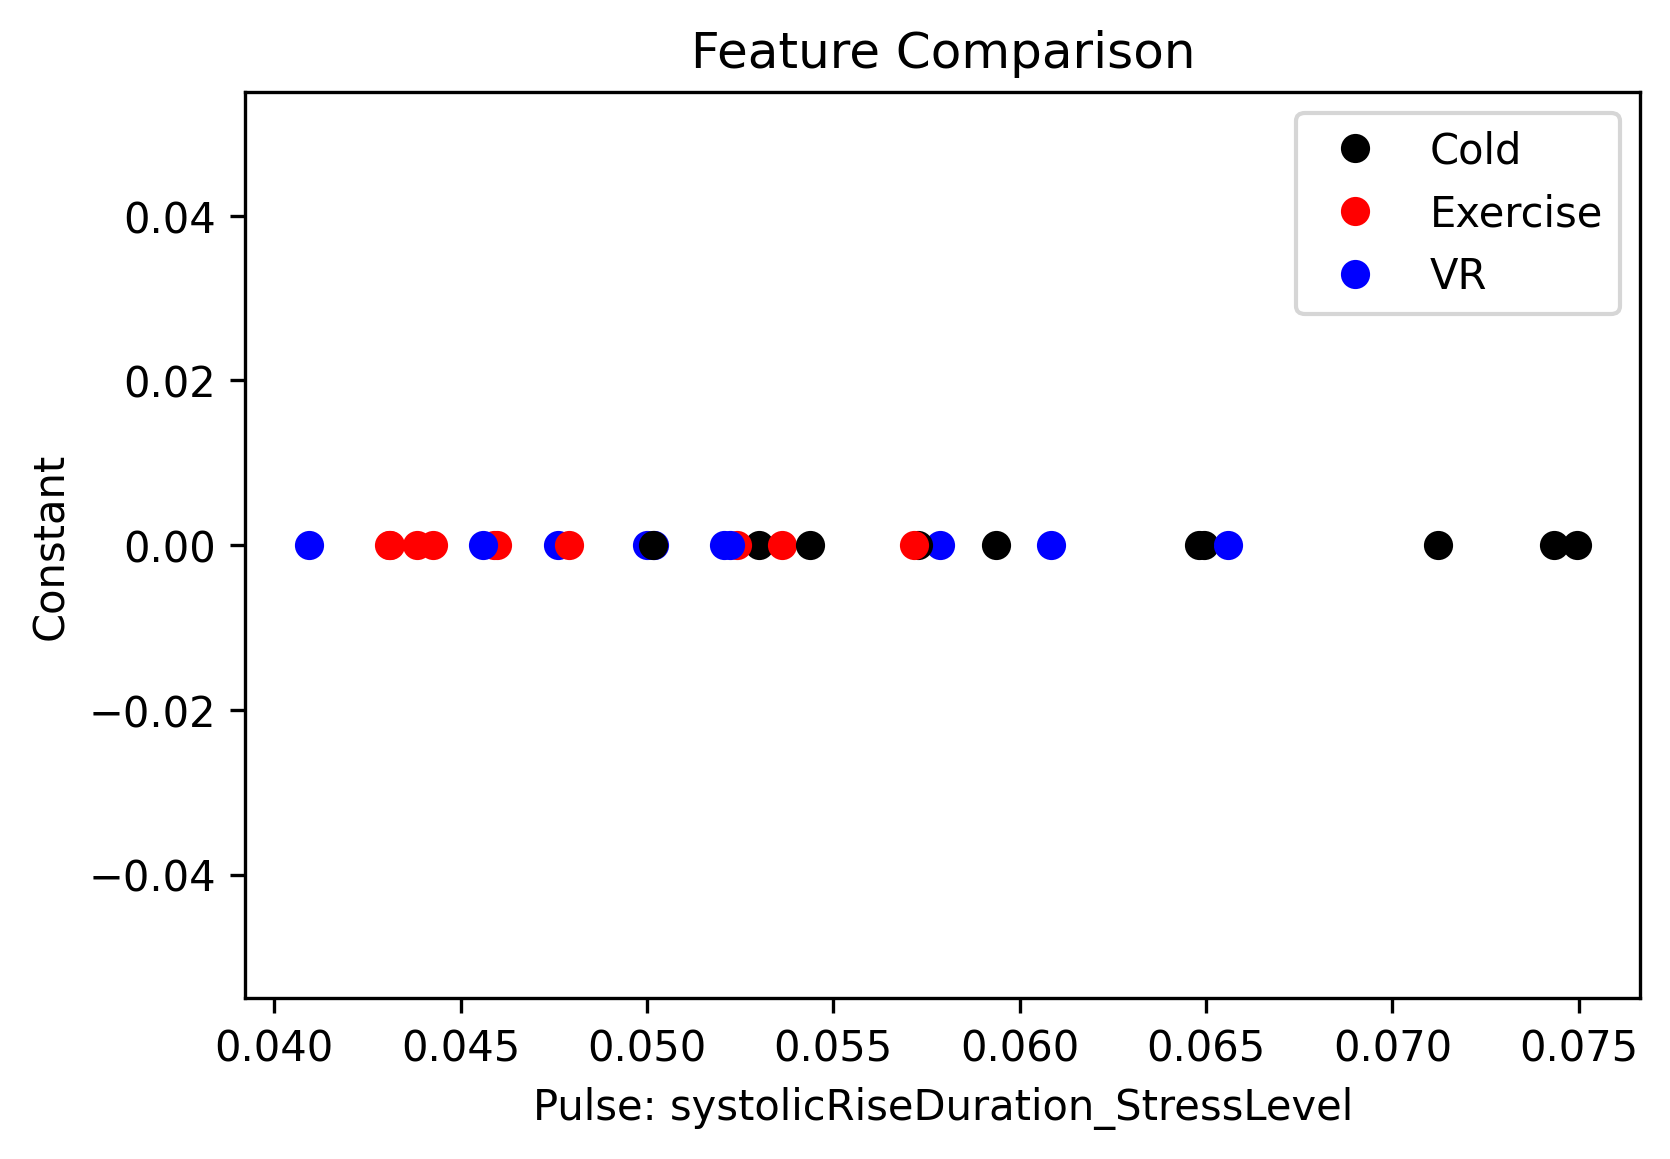 Feature Comparison
Cold
Exercise
VR
0.04
0.02
0.00
−0.02
−0.04
Constant
0.040 0.045 0.050 0.055 0.060 0.065 0.070 0.075
Pulse: systolicRiseDuration_StressLevel